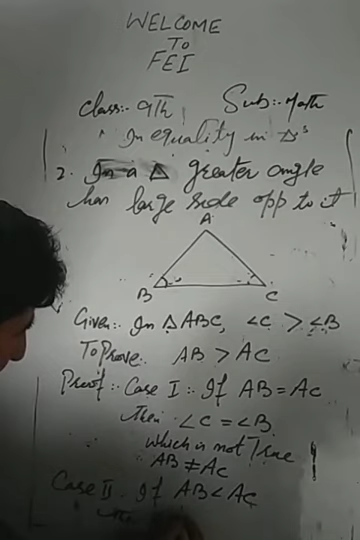 WELCOME
TO
FEI
Class:- 9Th Sub:- Math
Inequality in Δˢ
2. In a Δ greater angle
has large side opp to it
A
B C
Given:- In ΔABC, ∠C > ∠B
To Prove:- AB > AC
Proof:- Case I:- If AB = AC
then ∠C = ∠B
which is not True
∴ AB ≠ AC
Case II If AB < AC
then